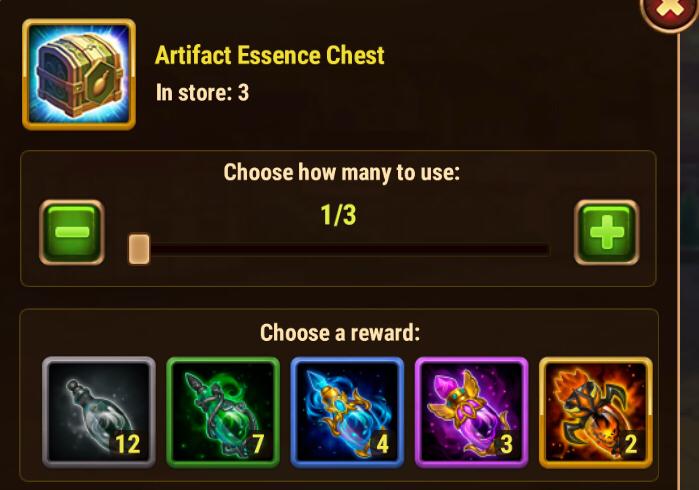 Artifact Essence Chest
In store: 3
Choose how many to use:
1/3
Choose a reward:
12 7 4 3 2